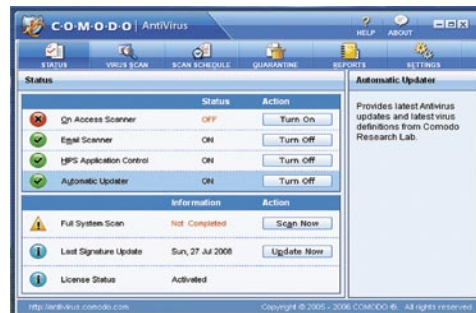 C·O·M·O·D·O AntiVirus
HELP ABOUT
STATUS VIRUS SCAN SCAN SCHEDULE QUARANTINE REPORTS SETTINGS
Status
Status Action
On Access Scanner OFF Turn On
Email Scanner ON Turn Off
HIPS Application Control ON Turn Off
Automatic Updater ON Turn Off
Information Action
Full System Scan Not Completed Scan Now
Last Signature Update Sun, 27 Jul 2008 Update Now
License Status Activated
Automatic Updater
Provides latest Antivirus
updates and latest virus
definitions from Comodo
Research Lab.
http://antivirus.comodo.com Copyright © 2005 - 2006 COMODO ®. All rights reserved